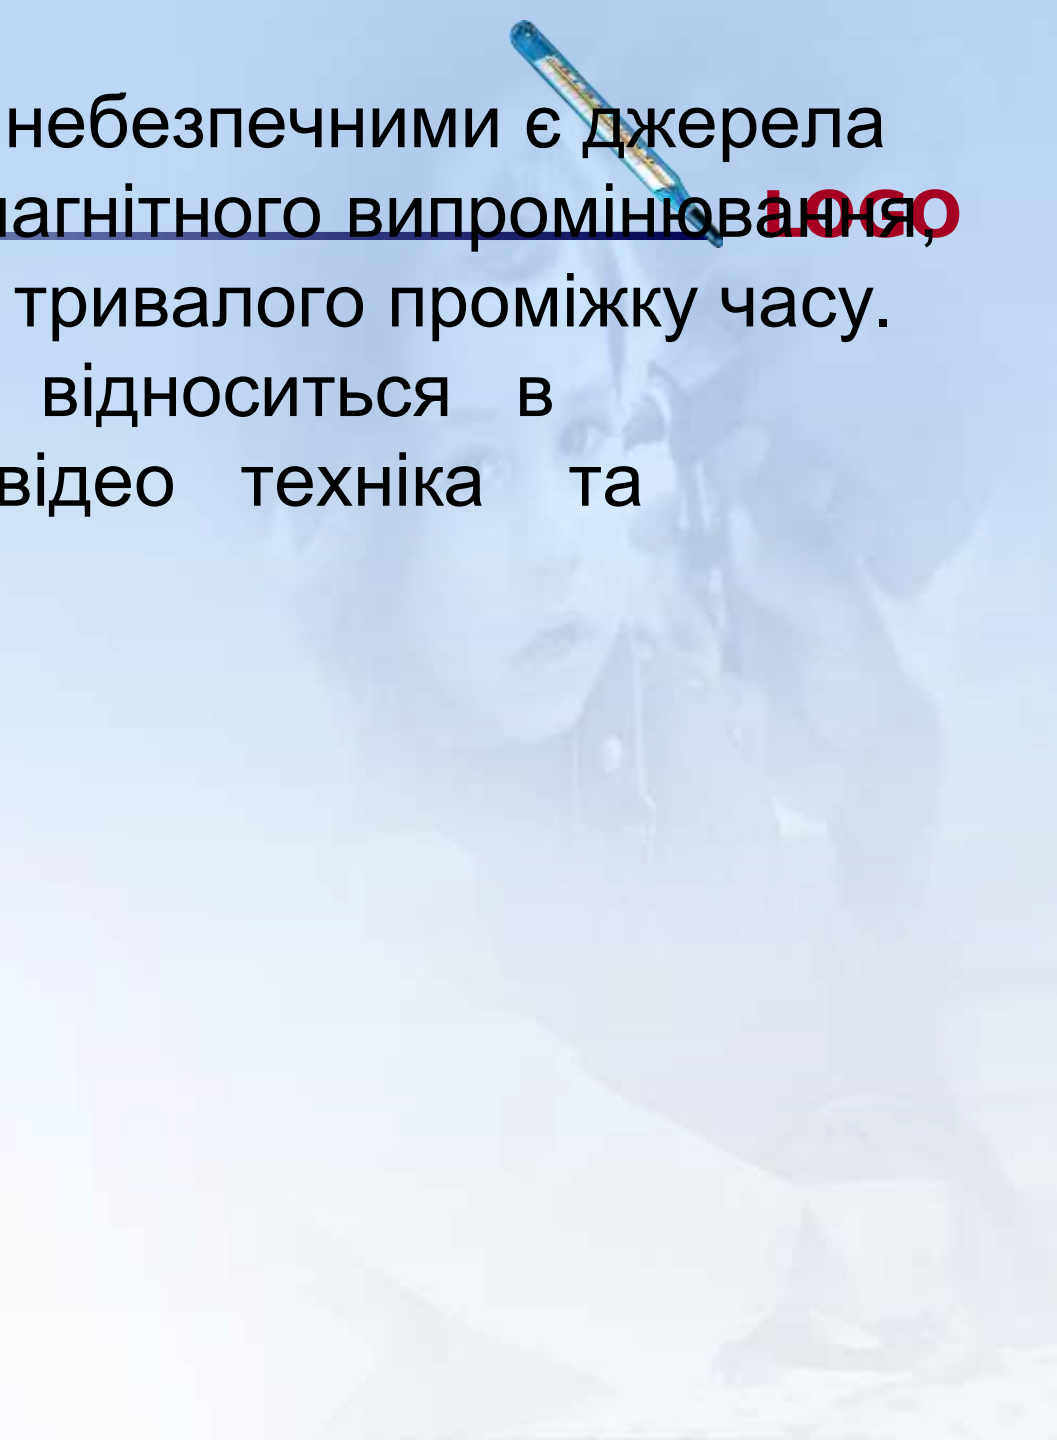 небезпечними є джерела
агнітного випромінювання,
LOGO
тривалого проміжку часу.
відноситься в
відео техніка та